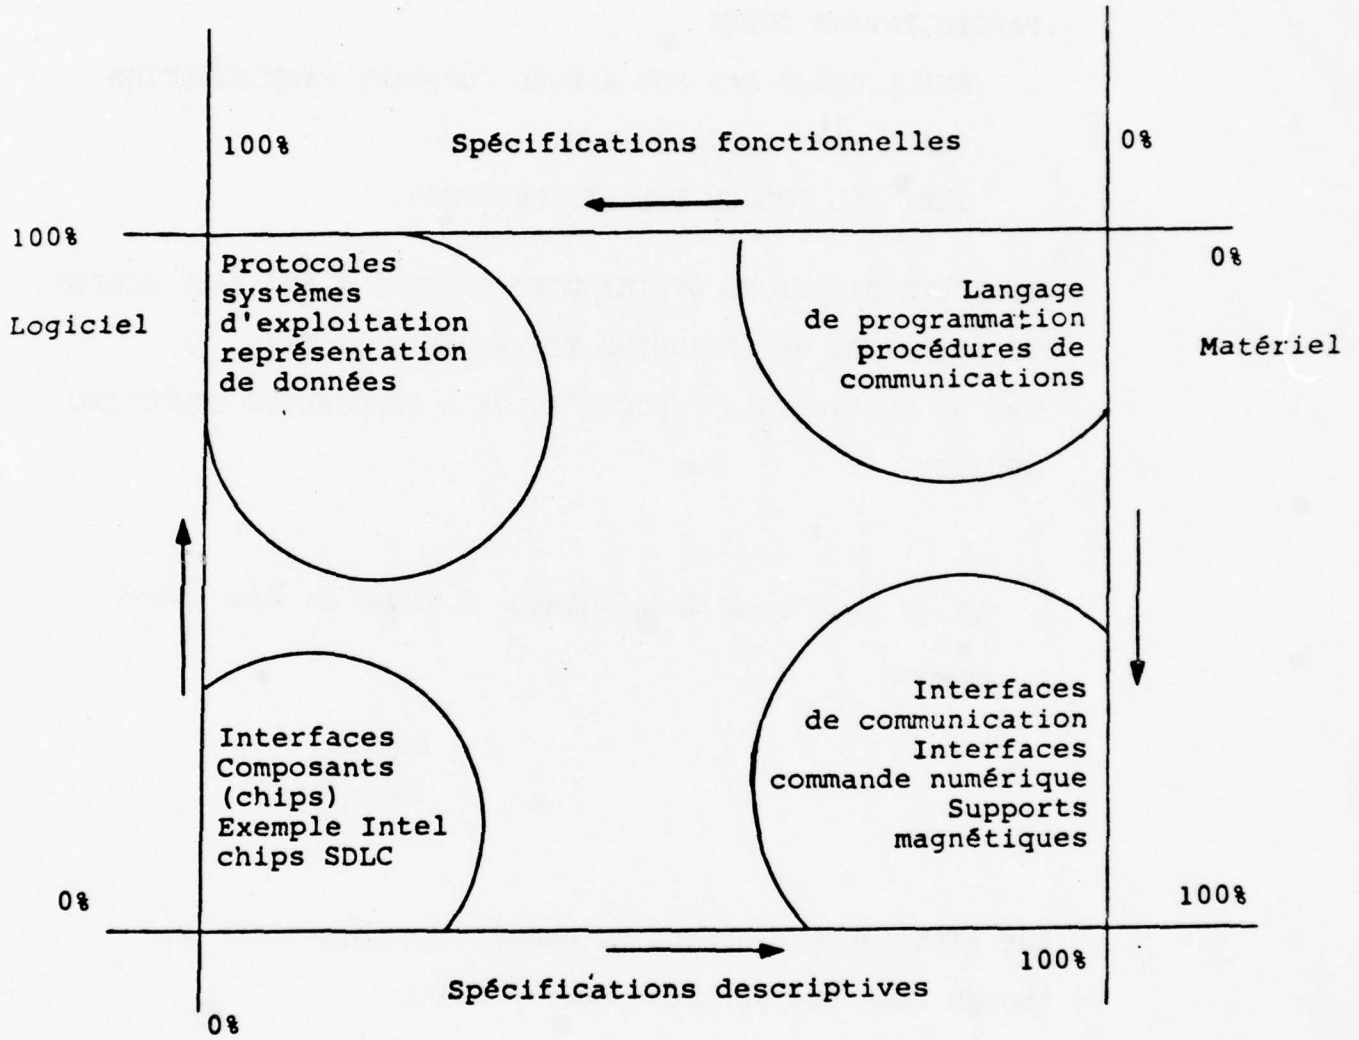 100%
Spécifications fonctionnelles
0%
100%
0%
Logiciel
Matériel
Protocoles
systèmes
d'exploitation
représentation
de données
Langage
de programmation
procédures de
communications
Interfaces
Composants
(chips)
Exemple Intel
chips SDLC
Interfaces
de communication
Interfaces
commande numérique
Supports
magnétiques
0%
100%
100%
Spécifications descriptives
0%